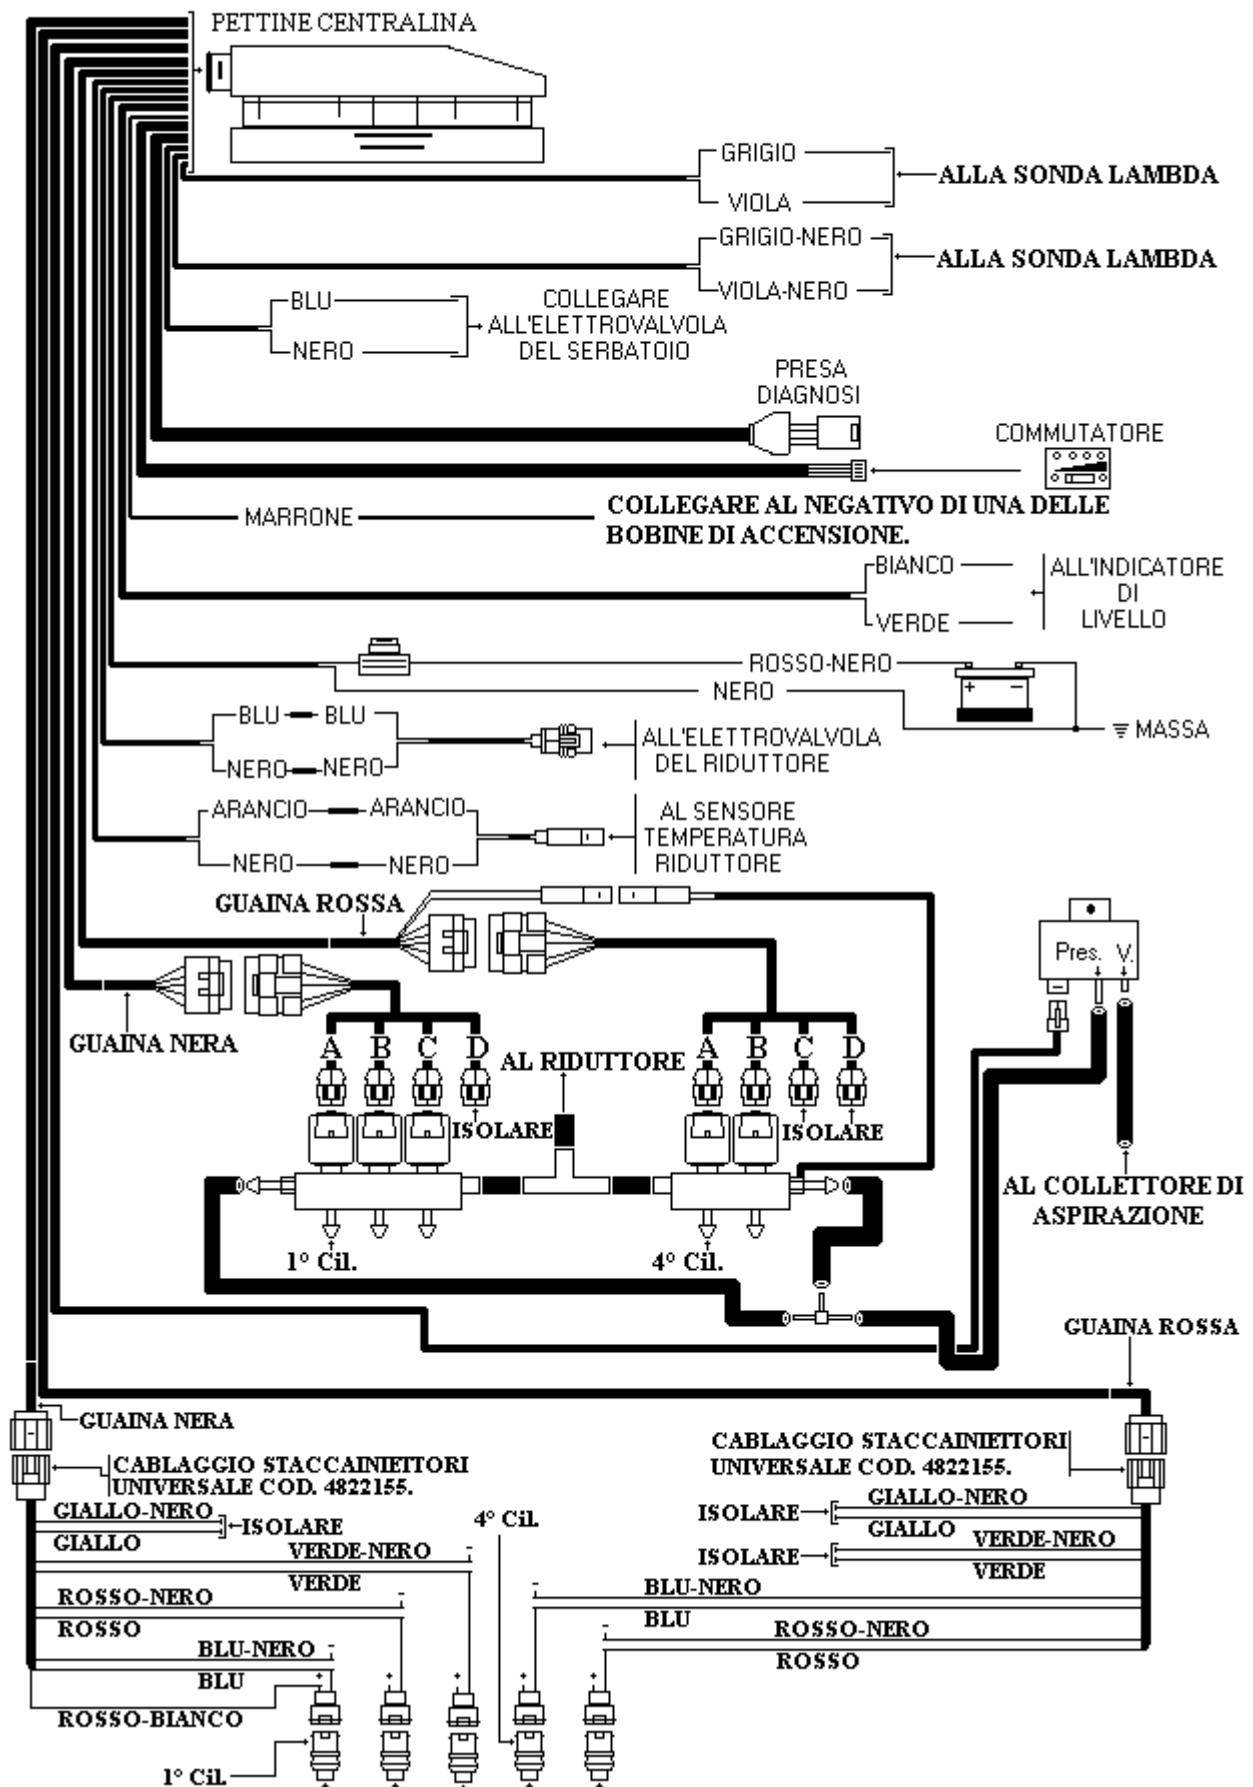 PETTINE CENTRALINA
GRIGIO
ALLA SONDA LAMBDA
VIOLA
GRIGIO-NERO
ALLA SONDA LAMBDA
VIOLA-NERO
BLU
NERO
COLLEGARE
ALL'ELETTROVALVOLA
DEL SERBATOIO
PRESA
DIAGNOSI
COMMUTATORE
MARRONE
COLLEGARE AL NEGATIVO DI UNA DELLE
BOBINE DI ACCENSIONE.
BIANCO
VERDE
ALL'INDICATORE
DI
LIVELLO
ROSSO-NERO
NERO
+ −
MASSA
BLU BLU
NERO NERO
ALL'ELETTROVALVOLA
DEL RIDUTTORE
ARANCIO ARANCIO
NERO NERO
AL SENSORE
TEMPERATURA
RIDUTTORE
GUAINA ROSSA
GUAINA NERA
Pres. V.
A B C D
AL RIDUTTORE
A B C D
ISOLARE
ISOLARE
AL COLLETTORE DI
ASPIRAZIONE
1° Cil.
4° Cil.
GUAINA ROSSA
GUAINA NERA
CABLAGGIO STACCAINIETTORI
UNIVERSALE COD. 4822155.
CABLAGGIO STACCAINIETTORI
UNIVERSALE COD. 4822155.
GIALLO-NERO
ISOLARE
GIALLO
VERDE-NERO
VERDE
ROSSO-NERO
ROSSO
BLU-NERO
BLU
ROSSO-BIANCO
1° Cil.
4° Cil.
GIALLO-NERO
ISOLARE
GIALLO
VERDE-NERO
ISOLARE
VERDE
BLU-NERO
BLU
ROSSO-NERO
ROSSO